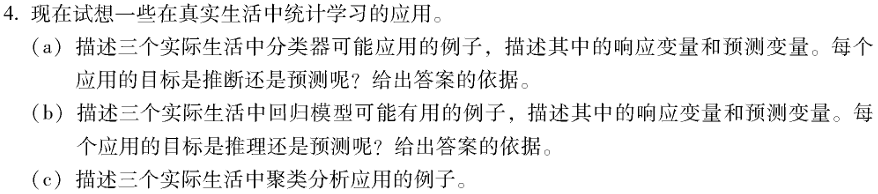 4. 现在试想一些在真实生活中统计学习的应用。
(a) 描述三个实际生活中分类器可能应用的例子，描述其中的响应变量和预测变量。每个
应用的目标是推断还是预测呢？给出答案的依据。
(b) 描述三个实际生活中回归模型可能有用的例子，描述其中的响应变量和预测变量。每
个应用的目标是推理还是预测呢？给出答案的依据。
(c) 描述三个实际生活中聚类分析应用的例子。